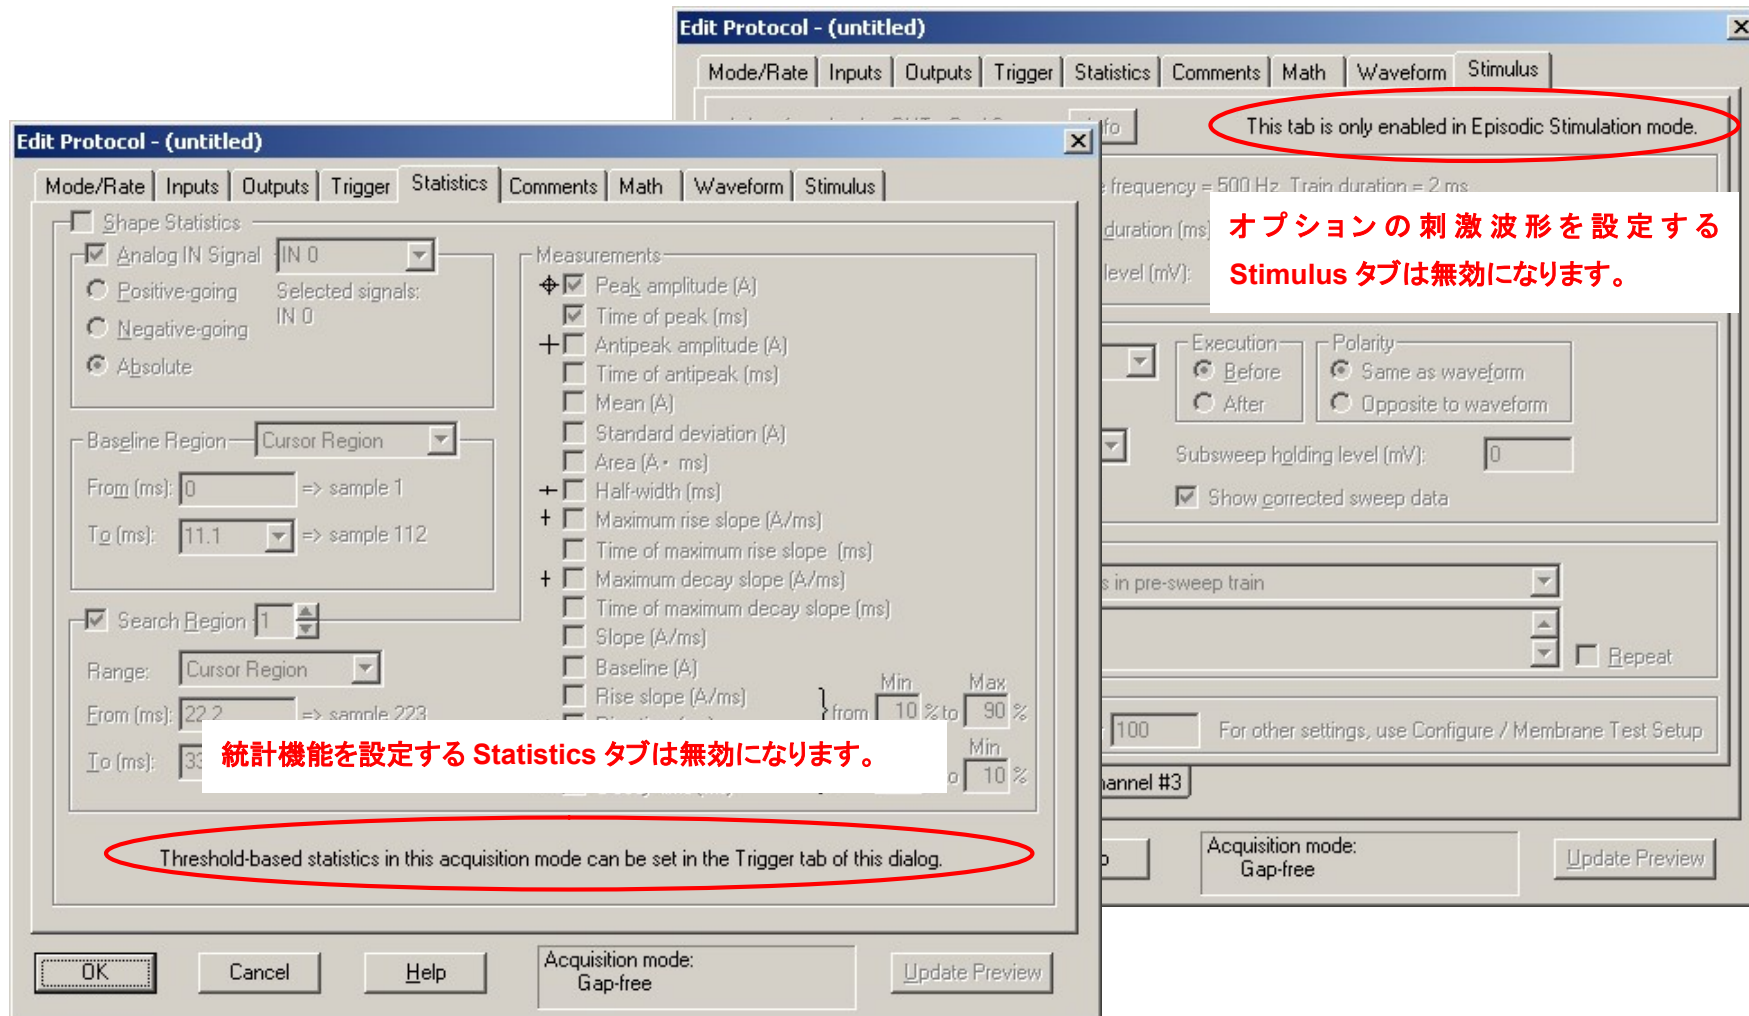 Edit Protocol - (untitled)
Mode/Rate Inputs Outputs Trigger Statistics Comments Math Waveform Stimulus
This tab is only enabled in Episodic Stimulation mode.
frequency = 500 Hz Train duration = 2 ms
duration (ms)
level (mV):
オプションの刺激波形を設定する
Stimulus タブは無効になります。
Execution
Before
After
Polarity
Same as waveform
Opposite to waveform
Subsweep holding level (mV): 0
Show corrected sweep data
s in pre-sweep train
Repeat
100 For other settings, use Configure / Membrane Test Setup
annel #3
Acquisition mode:
Gap-free
Update Preview
Edit Protocol - (untitled)
Mode/Rate Inputs Outputs Trigger Statistics Comments Math Waveform Stimulus
Shape Statistics
Analog IN Signal IN 0
Positive-going Selected signals:
Negative-going IN 0
Absolute
Baseline Region Cursor Region
From (ms): 0 => sample 1
To (ms): 11.1 => sample 112
Search Region 1
Range: Cursor Region
From (ms): 22.2 => sample 223
To (ms): 33
Measurements
Peak amplitude (A)
Time of peak (ms)
Antipeak amplitude (A)
Time of antipeak (ms)
Mean (A)
Standard deviation (A)
Area (A・ms)
Half-width (ms)
Maximum rise slope (A/ms)
Time of maximum rise slope (ms)
Maximum decay slope (A/ms)
Time of maximum decay slope (ms)
Slope (A/ms)
Baseline (A)
Min Max
Rise slope (A/ms)
from 10 % to 90 %
Min
o 10 %
統計機能を設定する Statistics タブは無効になります。
Threshold-based statistics in this acquisition mode can be set in the Trigger tab of this dialog.
OK Cancel Help
Acquisition mode:
Gap-free
Update Preview